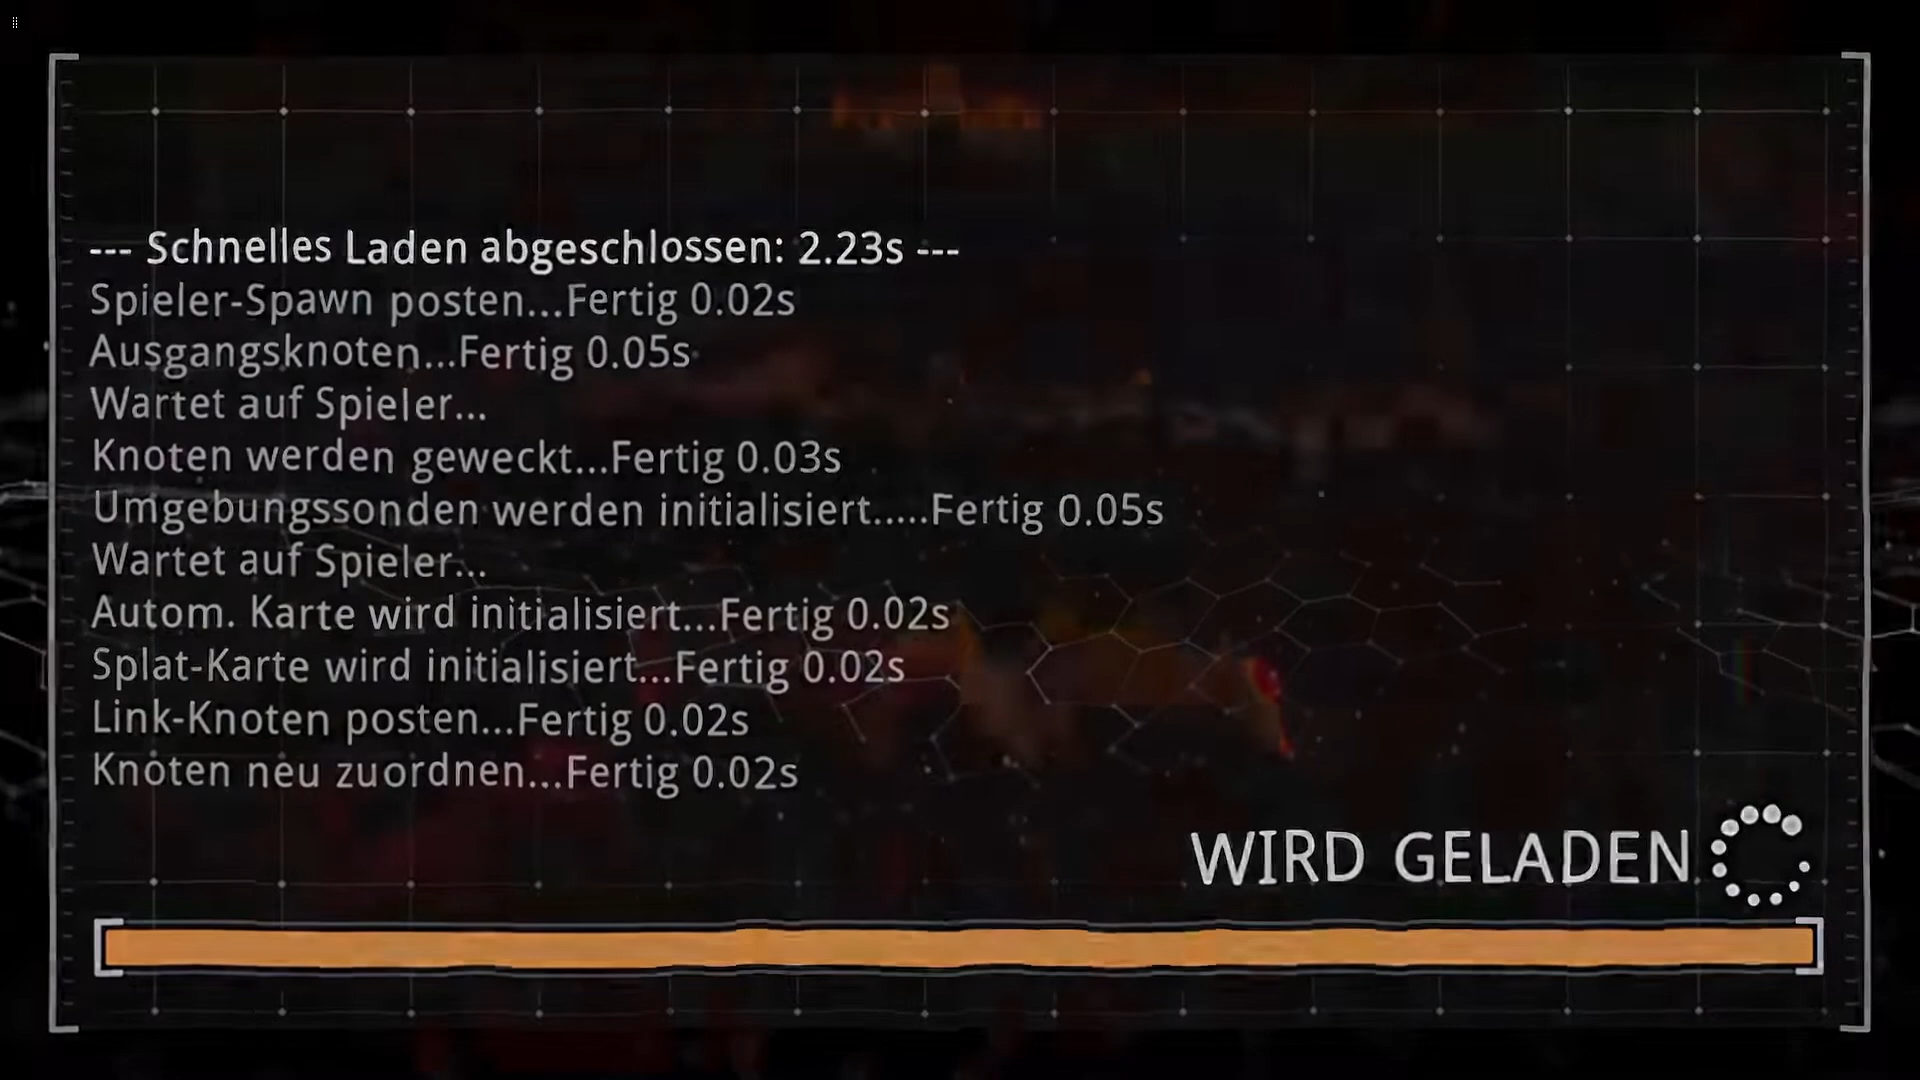 --- Schnelles Laden abgeschlossen: 2.23s ---
Spieler-Spawn posten...Fertig 0.02s
Ausgangsknoten...Fertig 0.05s
Wartet auf Spieler...
Knoten werden geweckt...Fertig 0.03s
Umgebungssonden werden initialisiert.....Fertig 0.05s
Wartet auf Spieler...
Autom. Karte wird initialisiert...Fertig 0.02s
Splat-Karte wird initialisiert...Fertig 0.02s
Link-Knoten posten...Fertig 0.02s
Knoten neu zuordnen...Fertig 0.02s
WIRD GELADEN